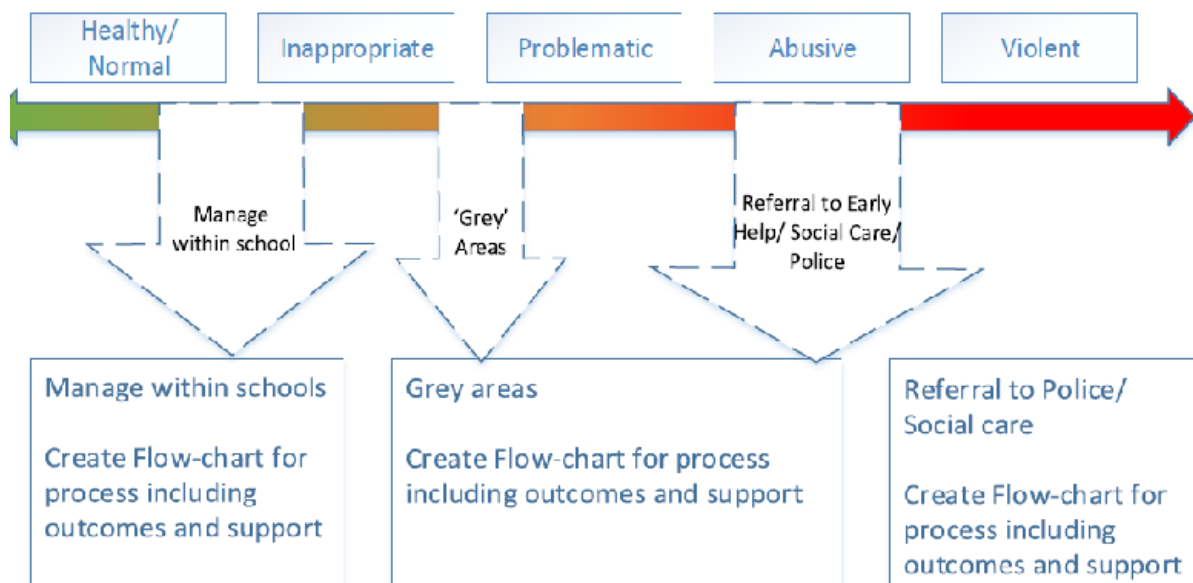 Healthy/
Normal
Inappropriate
Problematic
Abusive
Violent
Manage
within school
‘Grey’
Areas
Referral to Early
Help/ Social Care/
Police
Manage within schools
Create Flow-chart for
process including
outcomes and support
Grey areas
Create Flow-chart for process
including outcomes and support
Referral to Police/
Social care
Create Flow-chart for
process including
outcomes and support